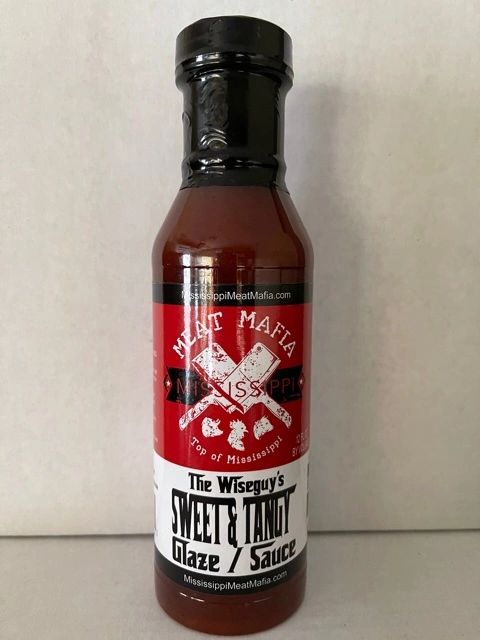 MississippiMeatMafia.com
MEAT MAFIA
MISSISSIPPI
Top of Mississippi
The Wiseguy's
SWEET & TANGY
Glaze / Sauce
MississippiMeatMafia.com